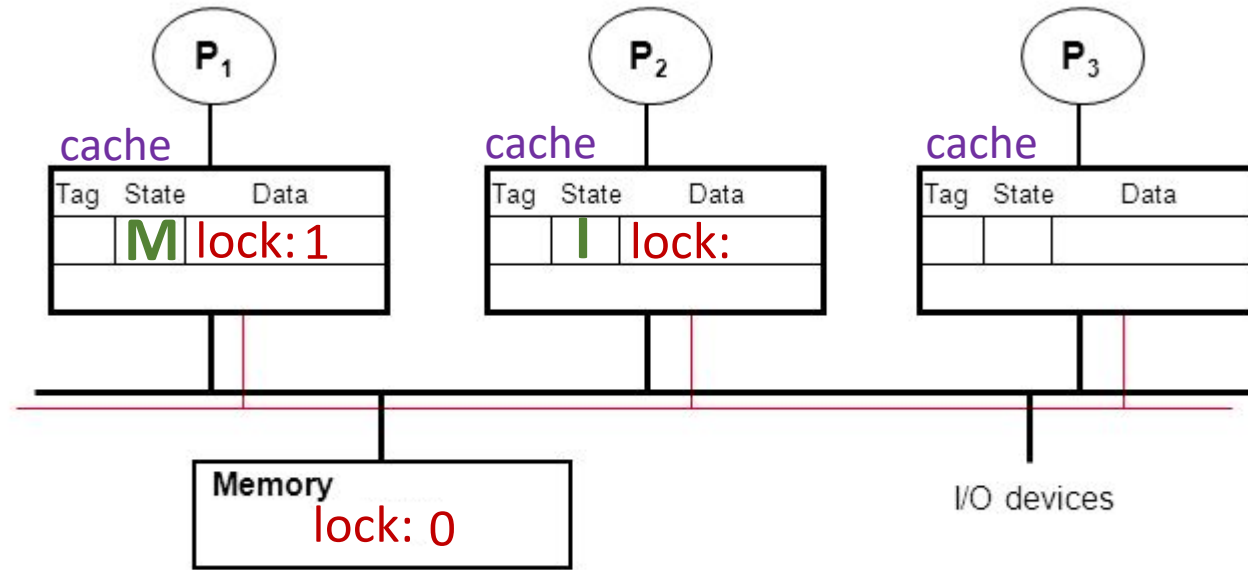 P1 P2 P3
cache cache cache
Tag State Data Tag State Data Tag State Data
M lock: 1 I lock:
Memory
lock: 0
I/O devices